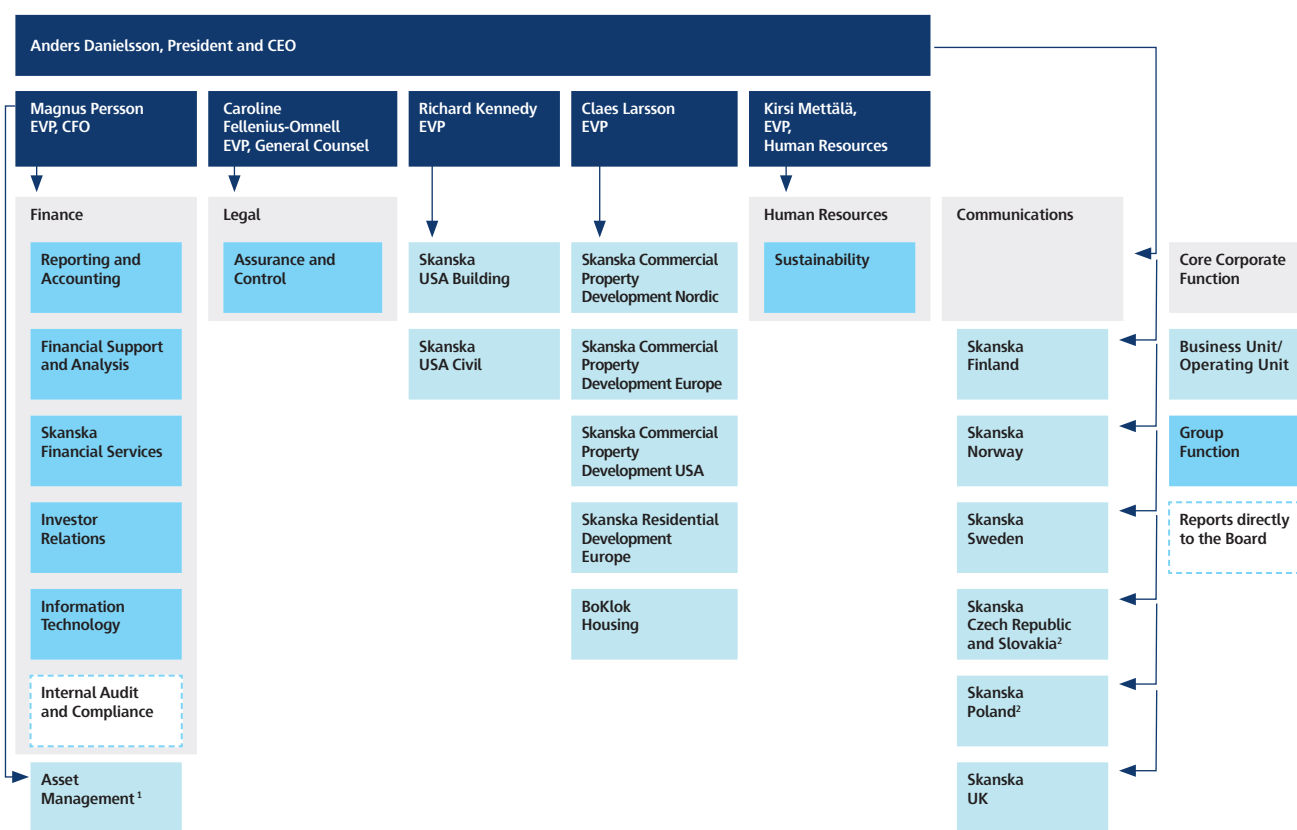 Anders Danielsson, President and CEO
Magnus Persson
EVP, CFO
Caroline
Fellenius-Omnell
EVP, General Counsel
Richard Kennedy
EVP
Claes Larsson
EVP
Kirsi Mettälä,
EVP,
Human Resources
Finance
Reporting and
Accounting
Financial Support
and Analysis
Skanska
Financial Services
Investor
Relations
Information
Technology
Internal Audit
and Compliance
Asset
Management ¹
Legal
Assurance and
Control
Skanska
USA Building
Skanska
USA Civil
Skanska Commercial
Property
Development Nordic
Skanska Commercial
Property
Development Europe
Skanska Commercial
Property
Development USA
Skanska Residential
Development
Europe
BoKlok
Housing
Human Resources
Sustainability
Communications
Skanska
Finland
Skanska
Norway
Skanska
Sweden
Skanska
Czech Republic
and Slovakia²
Skanska
Poland²
Skanska
UK
Core Corporate
Function
Business Unit/
Operating Unit
Group
Function
Reports directly
to the Board